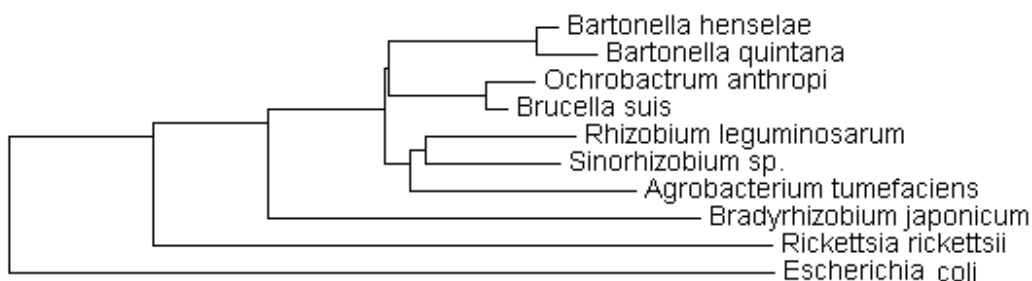 Bartonella henselae
Bartonella quintana
Ochrobactrum anthropi
Brucella suis
Rhizobium leguminosarum
Sinorhizobium sp.
Agrobacterium tumefaciens
Bradyrhizobium japonicum
Rickettsia rickettsii
Escherichia coli